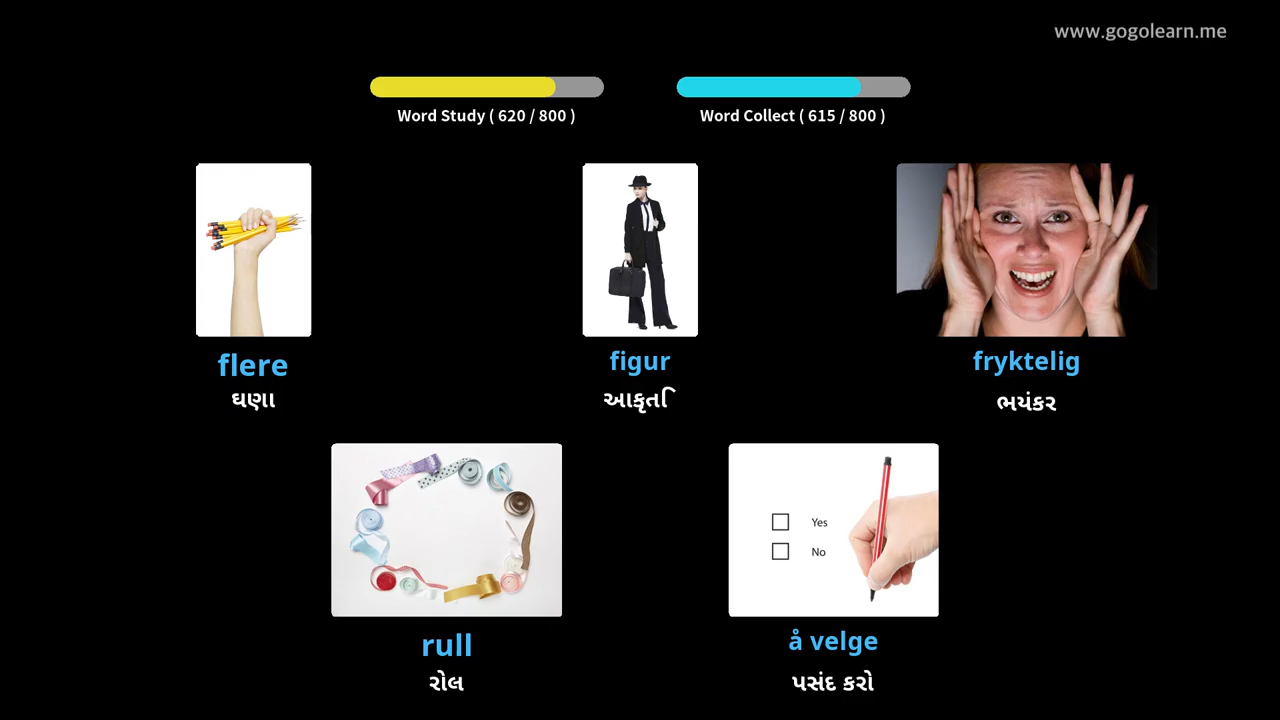 www.gogolearn.me
Word Study ( 620 / 800 )
Word Collect ( 615 / 800 )
flere
ઘણા
figur
આકૃતિ
fryktelig
ભયંકર
Yes
No
rull
રોલ
å velge
પસંદ કરો